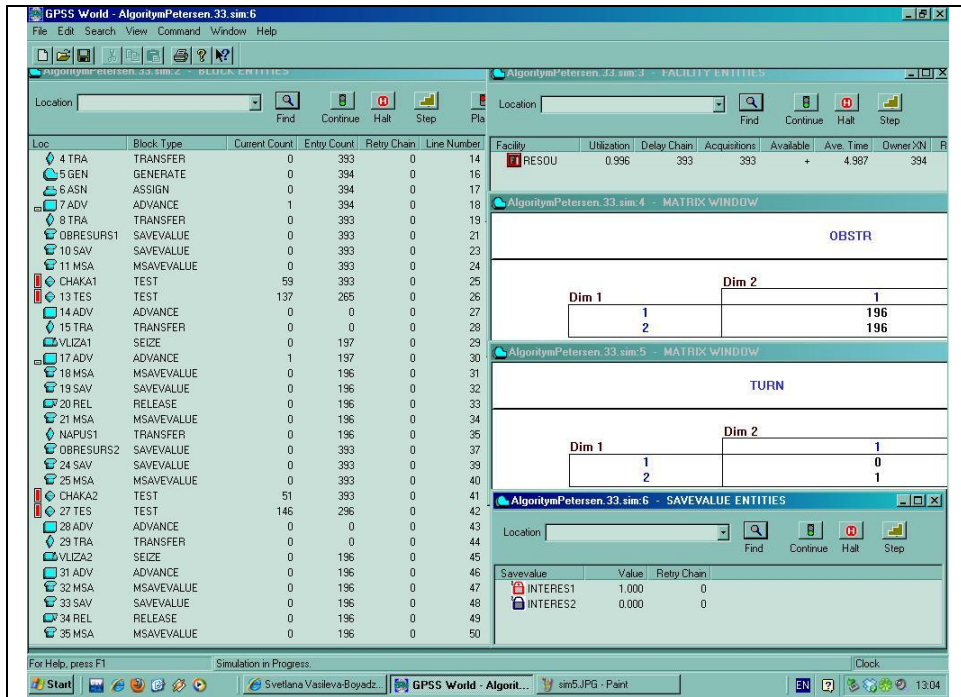 GPSS World - AlgoritymPetersen.33.sim:6
File Edit Search View Command Window Help
AlgoritymPetersen.33.sim:2 - BLOCK ENTITIES
Location
Find Continue Halt Step Pla
Loc Block Type Current Count Entry Count Retry Chain Line Number
4 TRA TRANSFER 0 393 0 14
5 GEN GENERATE 0 394 0 16
6 ASN ASSIGN 0 394 0 17
7 ADV ADVANCE 1 394 0 18
8 TRA TRANSFER 0 393 0 19
OBRESURS1 SAVEVALUE 0 393 0 21
10 SAV SAVEVALUE 0 393 0 23
11 MSA MSAVEVALUE 0 393 0 24
CHAKA1 TEST 59 393 0 25
13 TES TEST 137 265 0 26
14 ADV ADVANCE 0 0 0 27
15 TRA TRANSFER 0 0 0 28
VLIZA1 SEIZE 0 197 0 29
17 ADV ADVANCE 1 197 0 30
18 MSA MSAVEVALUE 0 196 0 31
19 SAV SAVEVALUE 0 196 0 32
20 REL RELEASE 0 196 0 33
21 MSA MSAVEVALUE 0 196 0 34
NAPUS1 TRANSFER 0 196 0 35
OBRESURS2 SAVEVALUE 0 393 0 37
24 SAV SAVEVALUE 0 393 0 39
25 MSA MSAVEVALUE 0 393 0 40
CHAKA2 TEST 51 393 0 41
27 TES TEST 146 296 0 42
28 ADV ADVANCE 0 0 0 43
29 TRA TRANSFER 0 0 0 44
VLIZA2 SEIZE 0 196 0 45
31 ADV ADVANCE 0 196 0 46
32 MSA MSAVEVALUE 0 196 0 47
33 SAV SAVEVALUE 0 196 0 48
34 REL RELEASE 0 196 0 49
35 MSA MSAVEVALUE 0 196 0 50
AlgoritymPetersen.33.sim:3 - FACILITY ENTITIES
Location
Find Continue Halt Step
Facility Utilization Delay Chain Acquisitions Available Ave. Time Owner XN R
RESOU 0.996 393 393 + 4.987 394
AlgoritymPetersen.33.sim:4 - MATRIX WINDOW
OBSTR
Dim 2
Dim 1 1
1 196
2 196
AlgoritymPetersen.33.sim:5 - MATRIX WINDOW
TURN
Dim 2
Dim 1 1
1 0
2 1
AlgoritymPetersen.33.sim:6 - SAVEVALUE ENTITIES
Location
Find Continue Halt Step
Savevalue Value Retry Chain
INTERES1 1.000 0
INTERES2 0.000 0
For Help, press F1 Simulation in Progress. Clock
Start Svetlana Vasileva-Boyadz... GPSS World - Algorit... sim5.JPG - Paint EN 13:04